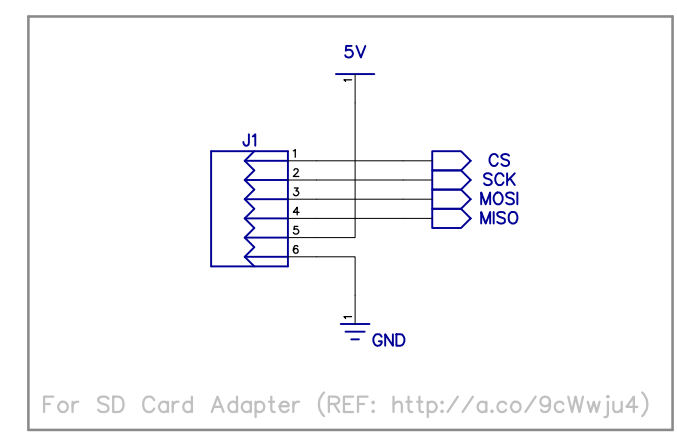 5V
1
J1
1
CS
2
SCK
3
MOSI
4
MISO
5
6
1
GND
For SD Card Adapter (REF: http://a.co/9cWwju4)